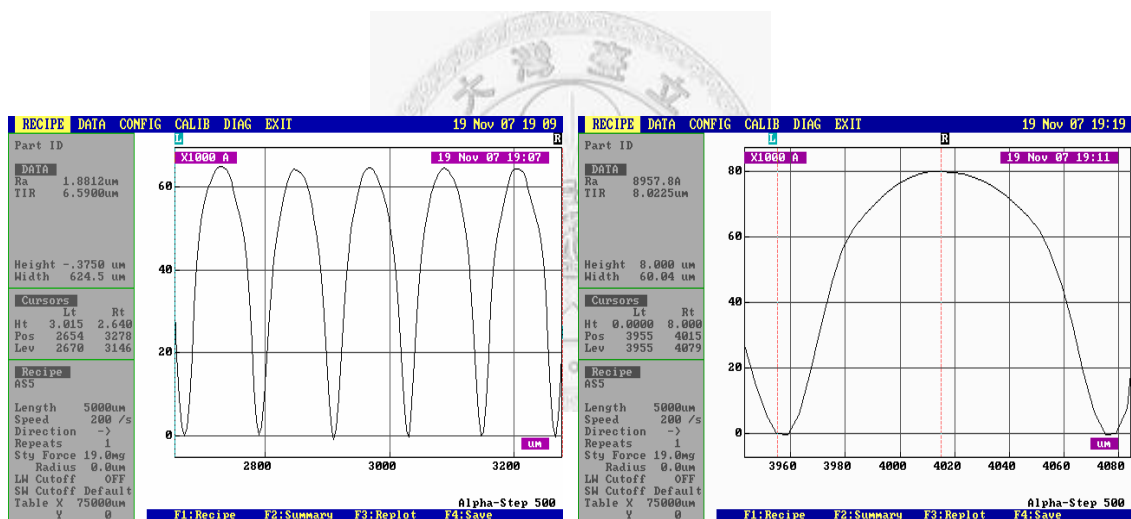 大 灣 臺 立
RECIPE DATA CONFIG CALIB DIAG EXIT 19 Nov 07 19 09
L R
Part ID
DATA
Ra 1.8812um
TIR 6.5900um
Height -.3750 um
Width 624.5 um
Cursors
Lt Rt
Ht 3.015 2.640
Pos 2654 3278
Lev 2670 3146
Recipe
AS5
Length 5000um
Speed 200 /s
Direction ->
Repeats 1
Sty Force 19.0mg
Radius 0.0um
LW Cutoff OFF
SW Cutoff Default
Table X 75000um
Y 0
X1000 A 19 Nov 07 19:07
60
40
20
0
um
2800 3000 3200
Alpha-Step 500
F1:Recipe F2:Summary F3:Replot F4:Save
RECIPE DATA CONFIG CALIB DIAG EXIT 19 Nov 07 19:19
L R
Part ID
DATA
Ra 8957.8A
TIR 8.0225um
Height 8.000 um
Width 60.04 um
Cursors
Lt Rt
Ht 0.0000 8.000
Pos 3955 4015
Lev 3955 4079
Recipe
AS5
Length 5000um
Speed 200 /s
Direction ->
Repeats 1
Sty Force 19.0mg
Radius 0.0um
LW Cutoff OFF
SW Cutoff Default
Table X 75000um
Y 0
X1000 A 19 Nov 07 19:11
80
60
40
20
0
um
3960 3980 4000 4020 4040 4060 4080
Alpha-Step 500
F1:Recipe F2:Summary F3:Replot F4:Save